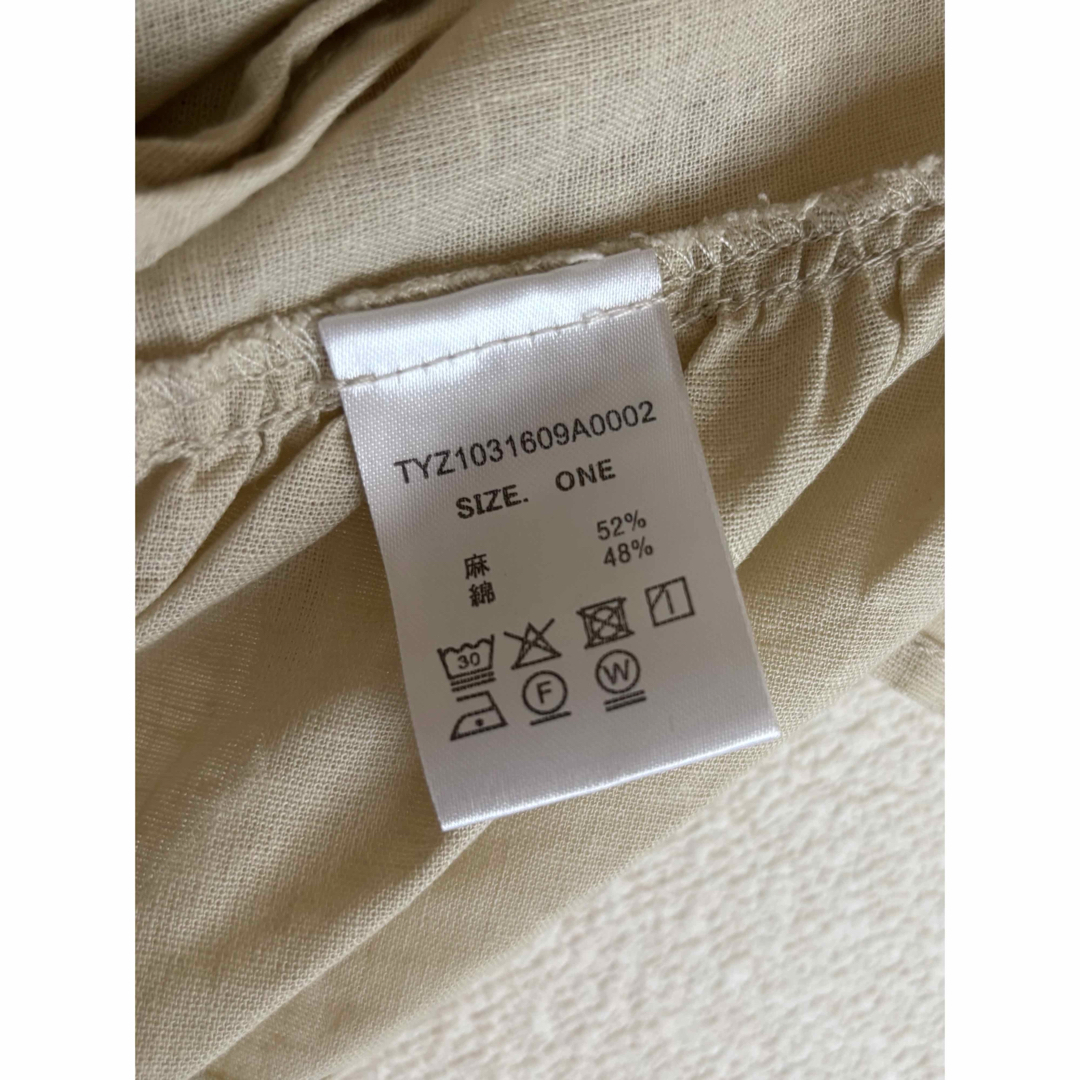 TYZ1031609A0002
SIZE. ONE
麻 52%
綿 48%
30
F W